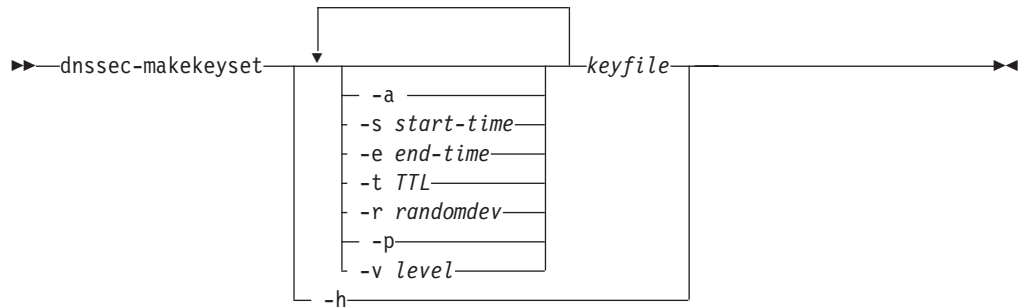 dnssec-makekeyset keyfile
-a
-s start-time
-e end-time
-t TTL
-r randomdev
-p
-v level
-h